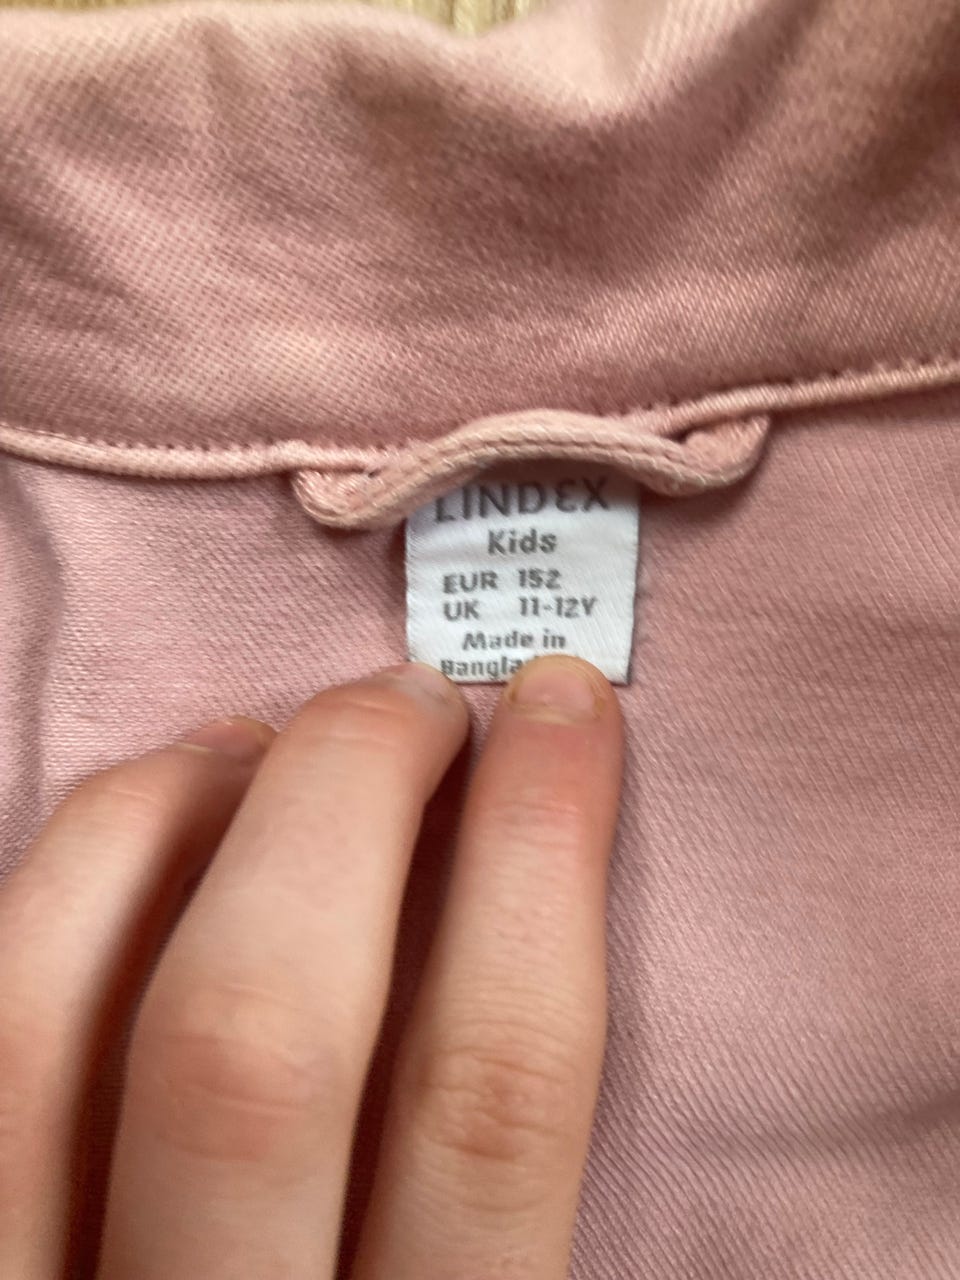 LINDEX
Kids
EUR 152
UK 11-12Y
Made in